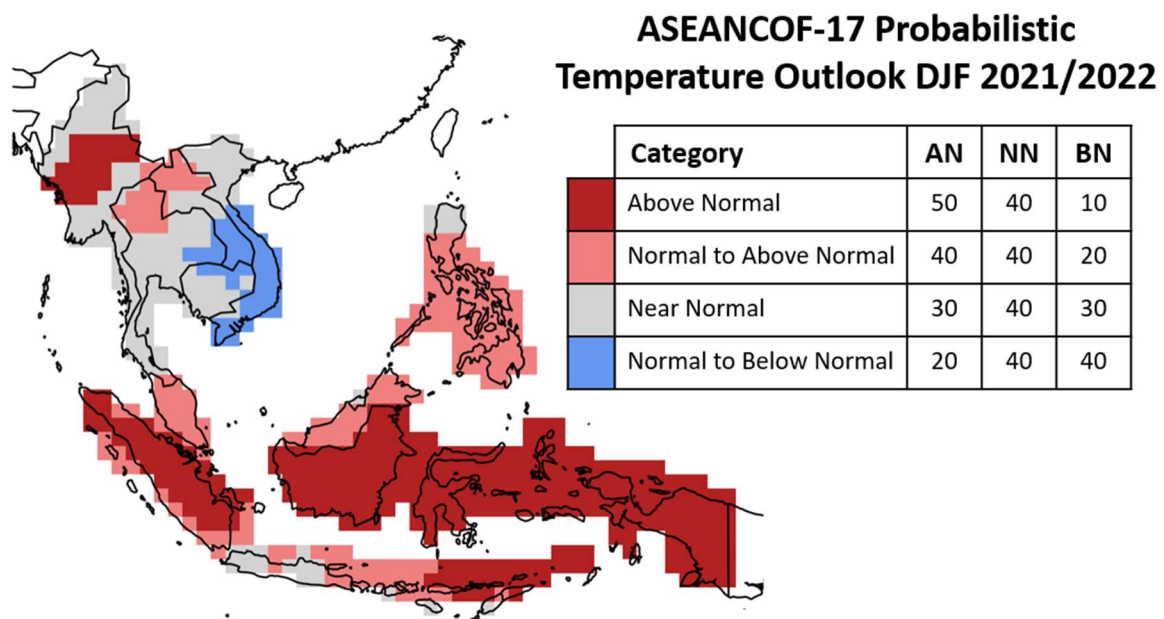 ASEANCOF-17 Probabilistic
Temperature Outlook DJF 2021/2022
Category AN NN BN
Above Normal 50 40 10
Normal to Above Normal 40 40 20
Near Normal 30 40 30
Normal to Below Normal 20 40 40